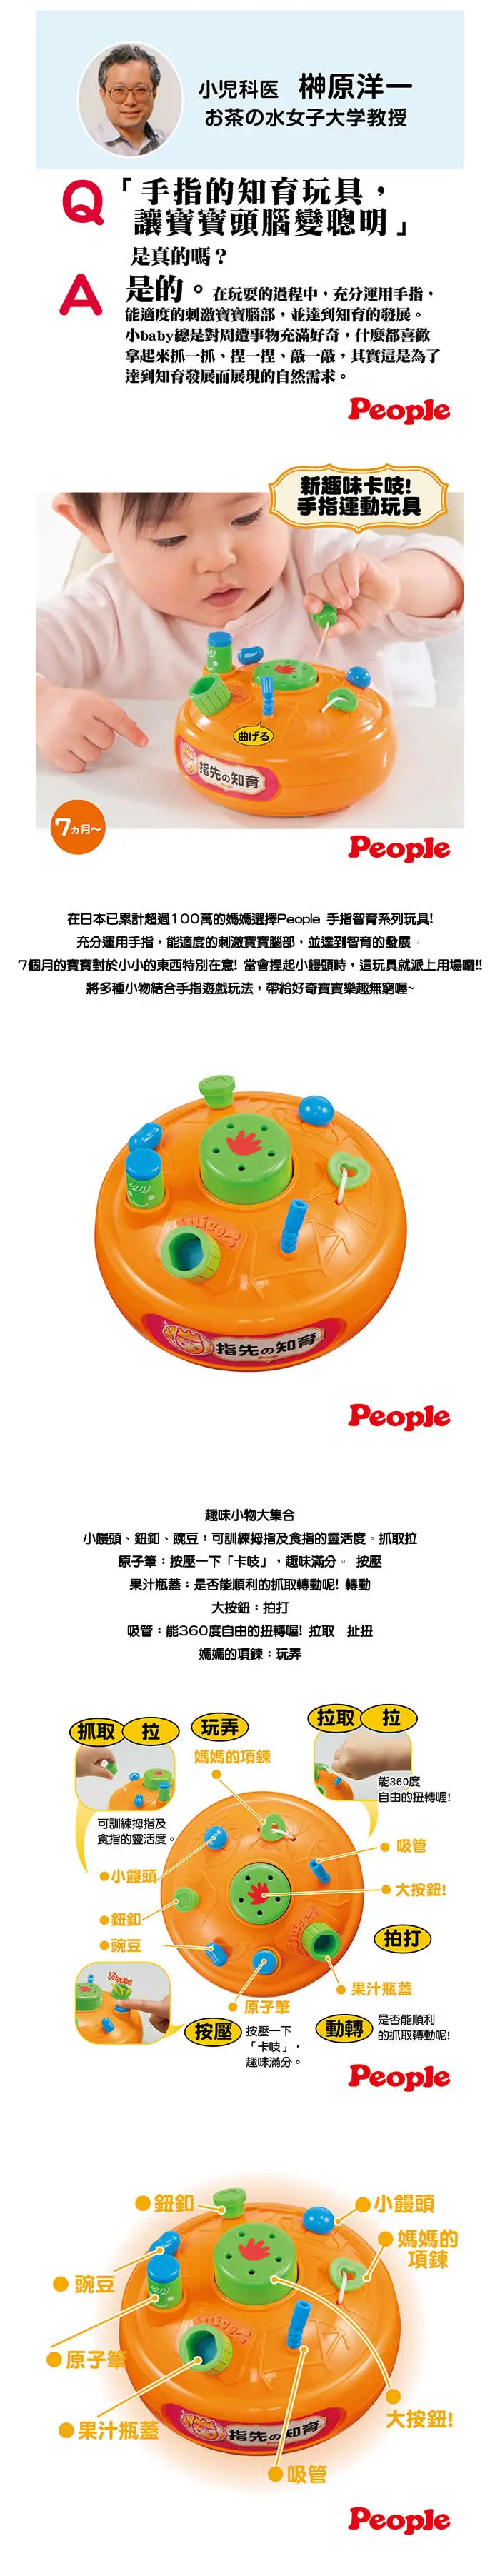 小児科医 榊原洋一
お茶の水女子大学教授
Q「手指的知育玩具，
讓寶寶頭腦變聰明」
是真的嗎？
A 是的。在玩耍的過程中，充分運用手指，
能適度的刺激寶寶腦部，並達到知育的發展。
小baby總是對周遭事物充滿好奇，什麼都喜歡
拿起來抓一抓、捏一捏、敲一敲，其實這是為了
達到知育發展而展現的自然需求。
People
新趣味卡吱!
手指運動玩具
曲げる
指先の知育
7ヵ月～
People
在日本已累計超過100萬的媽媽選擇People 手指智育系列玩具!
充分運用手指，能適度的刺激寶寶腦部，並達到智育的發展。
7個月的寶寶對於小小的東西特別在意! 當會捏起小饅頭時，這玩具就派上用場囉!!
將多種小物結合手指遊戲玩法，帶給好奇寶寶樂趣無窮喔~
Juice
指先の知育
People
趣味小物大集合
小饅頭、鈕釦、豌豆：可訓練拇指及食指的靈活度。抓取拉
原子筆：按壓一下「卡吱」，趣味滿分。 按壓
果汁瓶蓋：是否能順利的抓取轉動呢! 轉動
大按鈕：拍打
吸管：能360度自由的扭轉喔! 拉取 扯扭
媽媽的項鍊：玩弄
抓取 拉
玩弄
拉取 拉
媽媽的項鍊
能360度
自由的扭轉喔!
可訓練拇指及
食指的靈活度。
●吸管
●小饅頭
●大按鈕!
●鈕釦
●豌豆
拍打
●果汁瓶蓋
●原子筆
按壓
按壓一下
「卡吱」，
趣味滿分。
動轉
是否能順利
的抓取轉動呢!
People
●鈕釦
●小饅頭
●媽媽的
項鍊
●豌豆
●原子筆
Juice
●果汁瓶蓋
大按鈕!
指先の知育
●吸管
People